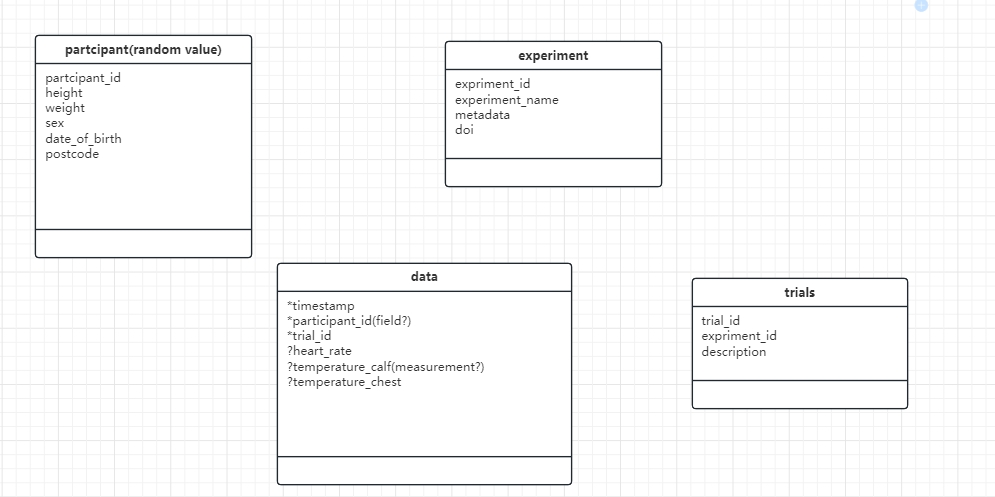 partcipant(random value)
partcipant_id
height
weight
sex
date_of_birth
postcode
experiment
expriment_id
experiment_name
metadata
doi
data
*timestamp
*participant_id(field?)
*trial_id
?heart_rate
?temperature_calf(measurement?)
?temperature_chest
trials
trial_id
expriment_id
description